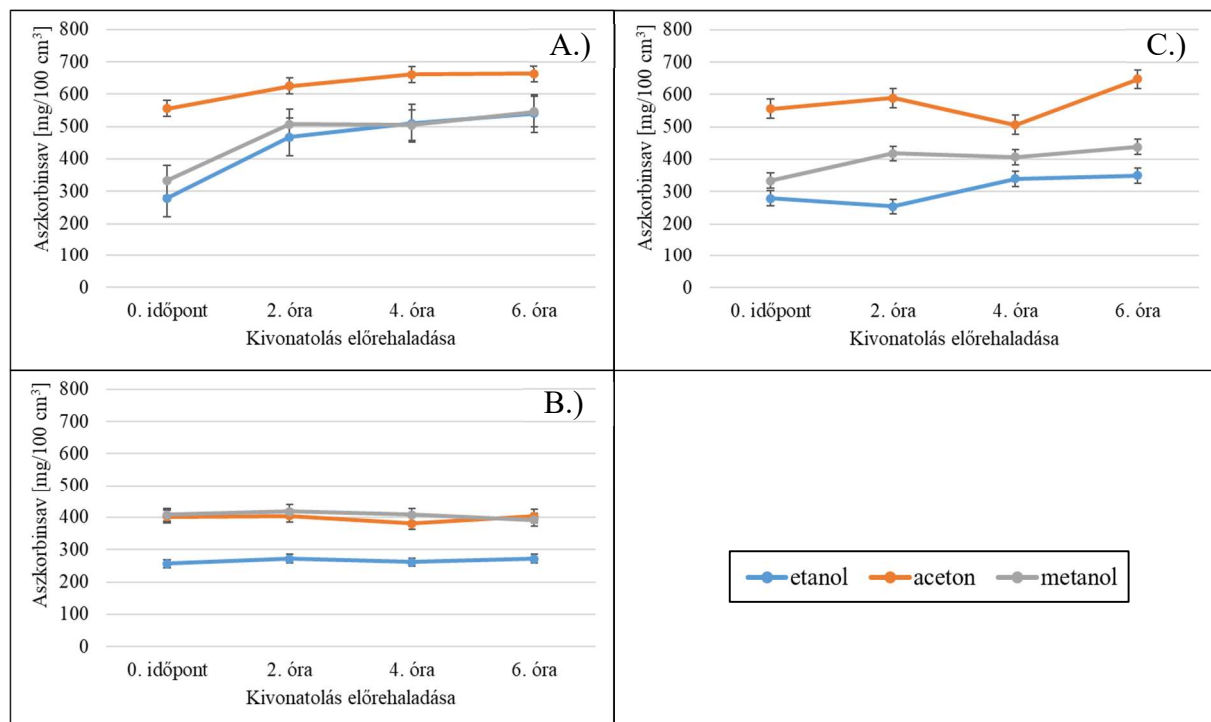 A.)
Aszkorbinsav [mg/100 cm³]
800
700
600
500
400
300
200
100
0
0. időpont 2. óra 4. óra 6. óra
Kivonatolás előrehaladása
C.)
Aszkorbinsav [mg/100 cm³]
800
700
600
500
400
300
200
100
0
0. időpont 2. óra 4. óra 6. óra
Kivonatolás előrehaladása
B.)
Aszkorbinsav [mg/100 cm³]
800
700
600
500
400
300
200
100
0
0. időpont 2. óra 4. óra 6. óra
Kivonatolás előrehaladása
etanol aceton metanol